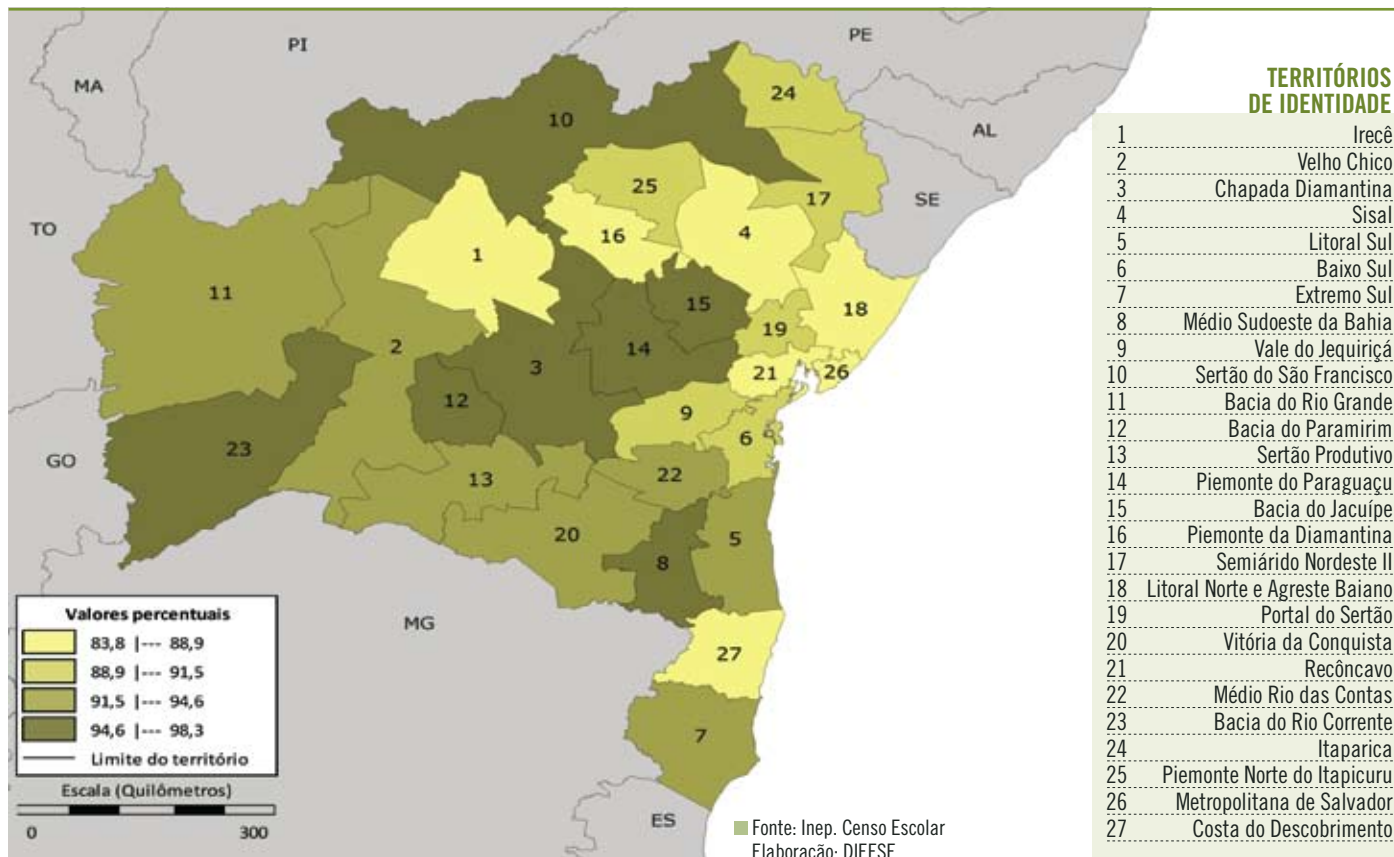 PI
PE
MA
AL
TO
SE
GO
MG
ES
10
24
25
17
16
4
1
11
18
15
19
2
14
3
21
26
12
9
23
6
13
22
20
5
8
27
7
Valores percentuais
83,8 |--- 88,9
88,9 |--- 91,5
91,5 |--- 94,6
94,6 |--- 98,3
Limite do território
Escala (Quilômetros)
0 300
Fonte: Inep. Censo Escolar
Elaboração: DIEESE
TERRITÓRIOS
DE IDENTIDADE
1 Irecê
2 Velho Chico
3 Chapada Diamantina
4 Sisal
5 Litoral Sul
6 Baixo Sul
7 Extremo Sul
8 Médio Sudoeste da Bahia
9 Vale do Jequiriçá
10 Sertão do São Francisco
11 Bacia do Rio Grande
12 Bacia do Paramirim
13 Sertão Produtivo
14 Piemonte do Paraguaçu
15 Bacia do Jacuípe
16 Piemonte da Diamantina
17 Semiárido Nordeste II
18 Litoral Norte e Agreste Baiano
19 Portal do Sertão
20 Vitória da Conquista
21 Recôncavo
22 Médio Rio das Contas
23 Bacia do Rio Corrente
24 Itaparica
25 Piemonte Norte do Itapicuru
26 Metropolitana de Salvador
27 Costa do Descobrimento